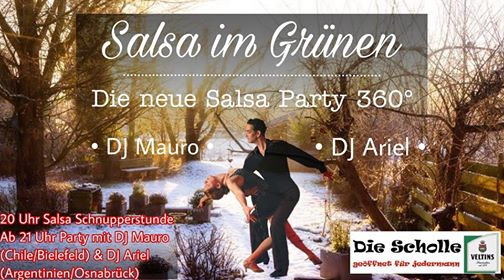 Salsa im Grünen
Die neue Salsa Party 360°
• DJ Mauro •
• DJ Ariel •
20 Uhr Salsa Schnupperstunde
Ab 21 Uhr Party mit DJ Mauro
(Chile/Bielefeld) & DJ Ariel
(Argentinien/Osnabrück)
Die Scholle
geöffnet für jedermann
VELTINS